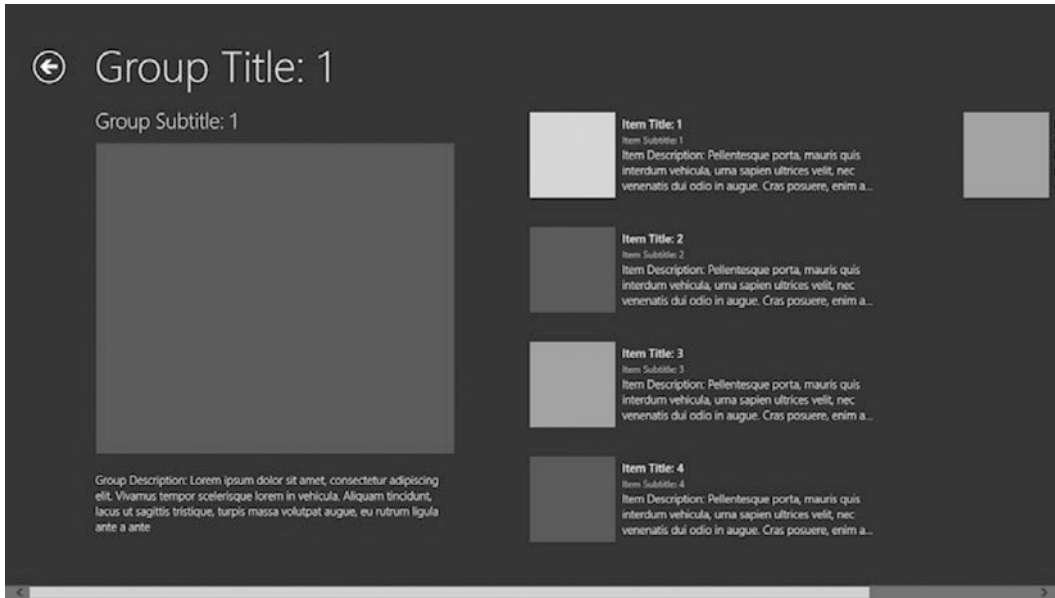 Group Title: 1
Group Subtitle: 1
Group Description: Lorem ipsum dolor sit amet, consectetur adipiscing
elit. Vivamus tempor scelerisque lorem in vehicula. Aliquam tincidunt,
lacus ut sagittis tristique, turpis massa volutpat augue, eu rutrum ligula
ante a ante
Item Title: 1
Item Subtitle: 1
Item Description: Pellentesque porta, mauris quis
interdum vehicula, urna sapien ultrices velit, nec
venenatis dui odio in augue. Cras posuere, enim a...
Item Title: 2
Item Subtitle: 2
Item Description: Pellentesque porta, mauris quis
interdum vehicula, urna sapien ultrices velit, nec
venenatis dui odio in augue. Cras posuere, enim a...
Item Title: 3
Item Subtitle: 3
Item Description: Pellentesque porta, mauris quis
interdum vehicula, urna sapien ultrices velit, nec
venenatis dui odio in augue. Cras posuere, enim a...
Item Title: 4
Item Subtitle: 4
Item Description: Pellentesque porta, mauris quis
interdum vehicula, urna sapien ultrices velit, nec
venenatis dui odio in augue. Cras posuere, enim a...